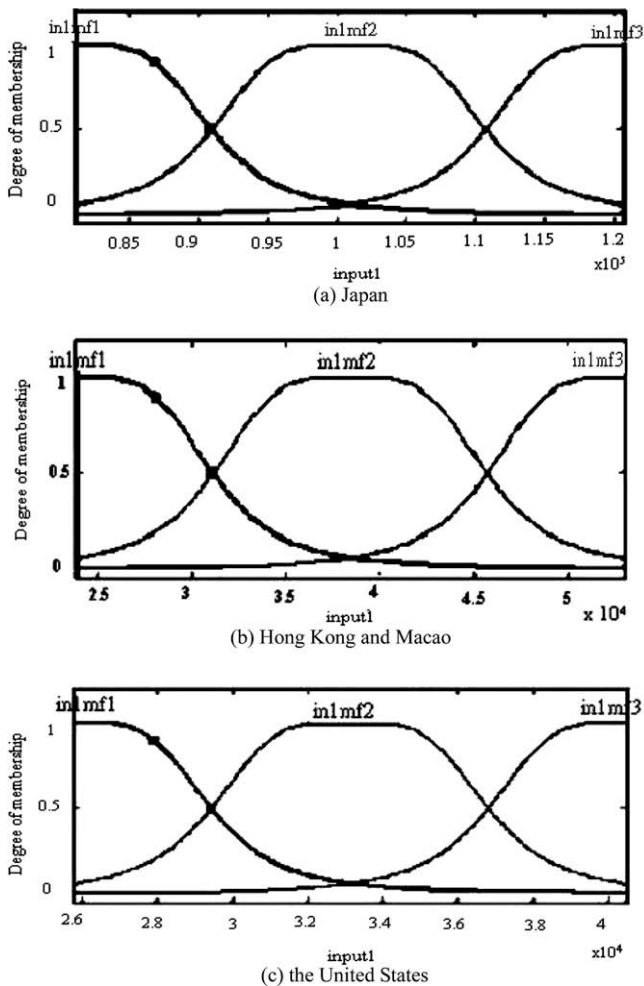 in1mf1 in1mf2 in1mf3
1
0.5
0
Degree of membership
0.85 0.9 0.95 1 1.05 1.1 1.15 1.2
input1 x10³
(a) Japan
in1mf1 in1mf2 in1mf3
1
0.5
0
Degree of membership
2.5 3 3.5 4 4.5 5
input1 x 10⁴
(b) Hong Kong and Macao
in1mf1 in1mf2 in1mf3
1
0.5
0
Degree of membership
2.6 2.8 3 3.2 3.4 3.6 3.8 4
input1 x10⁴
(c) the United States